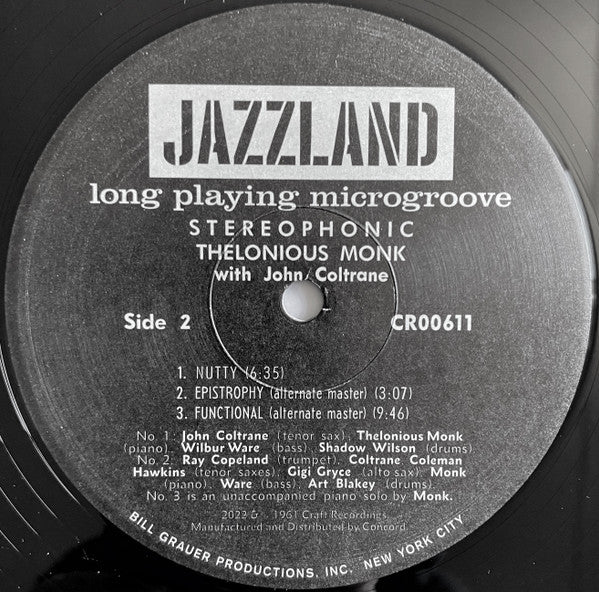 JAZZLAND
long playing microgroove
STEREOPHONIC
THELONIOUS MONK
with John Coltrane
Side 2
CR00611
1. NUTTY (6:35)
2. EPISTROPHY (alternate master) (3:07)
3. FUNCTIONAL (alternate master) (9:46)
No. 1: John Coltrane (tenor sax), Thelonious Monk
(piano), Wilbur Ware (bass), Shadow Wilson (drums)
No. 2: Ray Copeland (trumpet), Coltrane, Coleman
Hawkins (tenor saxes), Gigi Gryce (alto sax) Monk
(piano), Ware (bass), Art Blakey (drums).
No. 3 is an unaccompanied piano solo by Monk.
2022 & 1961 Craft Recordings
Manufactured and Distributed by Concord.
BILL GRAUER PRODUCTIONS, INC. NEW YORK CITY